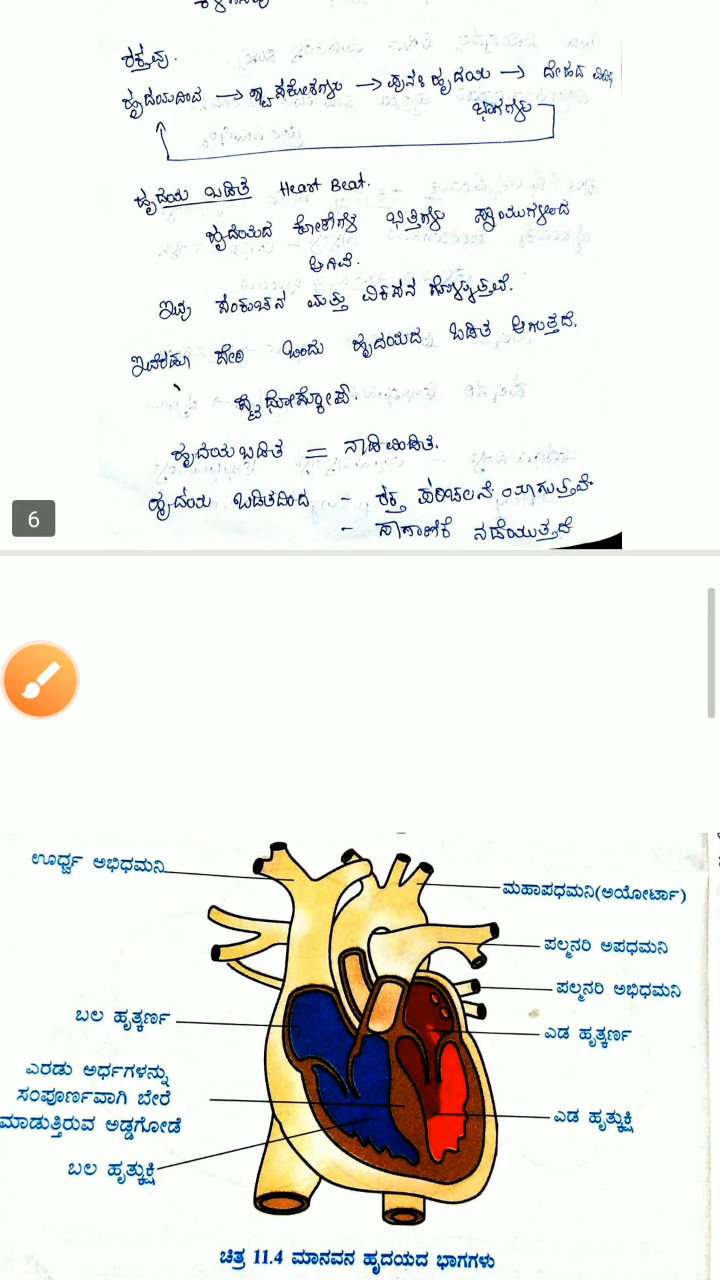 ರಕ್ತವು.
ಹೃದಯದಿಂದ → ಶ್ವಾಸಕೋಶಗಳು → ಪುನಃ ಹೃದಯ → ದೇಹದ ವಿವಿಧ
ಭಾಗಗಳು
ಹೃದಯ ಬಡಿತ Heart Beat.
ಹೃದಯದ ಕೋಣೆಗಳ ಭಿತ್ತಿಗಳು ಸ್ನಾಯುಗಳಿಂದ
ಆಗಿವೆ.
ಇವು ಸಂಕುಚನ ಮತ್ತು ವಿಕಸನ ಗೊಳ್ಳುತ್ತವೆ.
ಇವೆರಡೂ ಸೇರಿ ಒಂದು ಹೃದಯದ ಬಡಿತ ಆಗುತ್ತದೆ.
ಸ್ಟೆಥೋಸ್ಕೋಪ್.
ಹೃದಯ ಬಡಿತ = ನಾಡಿಮಿಡಿತ.
ಹೃದಯ ಬಡಿತದಿಂದ - ರಕ್ತ ಪರಿಚಲನೆ ಯಾಗುತ್ತದೆ.
- ಸಾಗಾಣಿಕೆ ನಡೆಯುತ್ತದೆ
6
ಊರ್ಧ್ವ ಅಭಿಧಮನಿ
ಮಹಾಪಧಮನಿ(ಅಯೋರ್ಟಾ)
ಪಲ್ಮನರಿ ಅಪಧಮನಿ
ಪಲ್ಮನರಿ ಅಭಿಧಮನಿ
ಬಲ ಹೃತ್ಕರ್ಣ
ಎಡ ಹೃತ್ಕರ್ಣ
ಎರಡು ಅರ್ಧಗಳನ್ನು
ಸಂಪೂರ್ಣವಾಗಿ ಬೇರೆ
ಮಾಡುತ್ತಿರುವ ಅಡ್ಡಗೋಡೆ
ಎಡ ಹೃತ್ಕುಕ್ಷಿ
ಬಲ ಹೃತ್ಕುಕ್ಷಿ
ಚಿತ್ರ 11.4 ಮಾನವನ ಹೃದಯದ ಭಾಗಗಳು